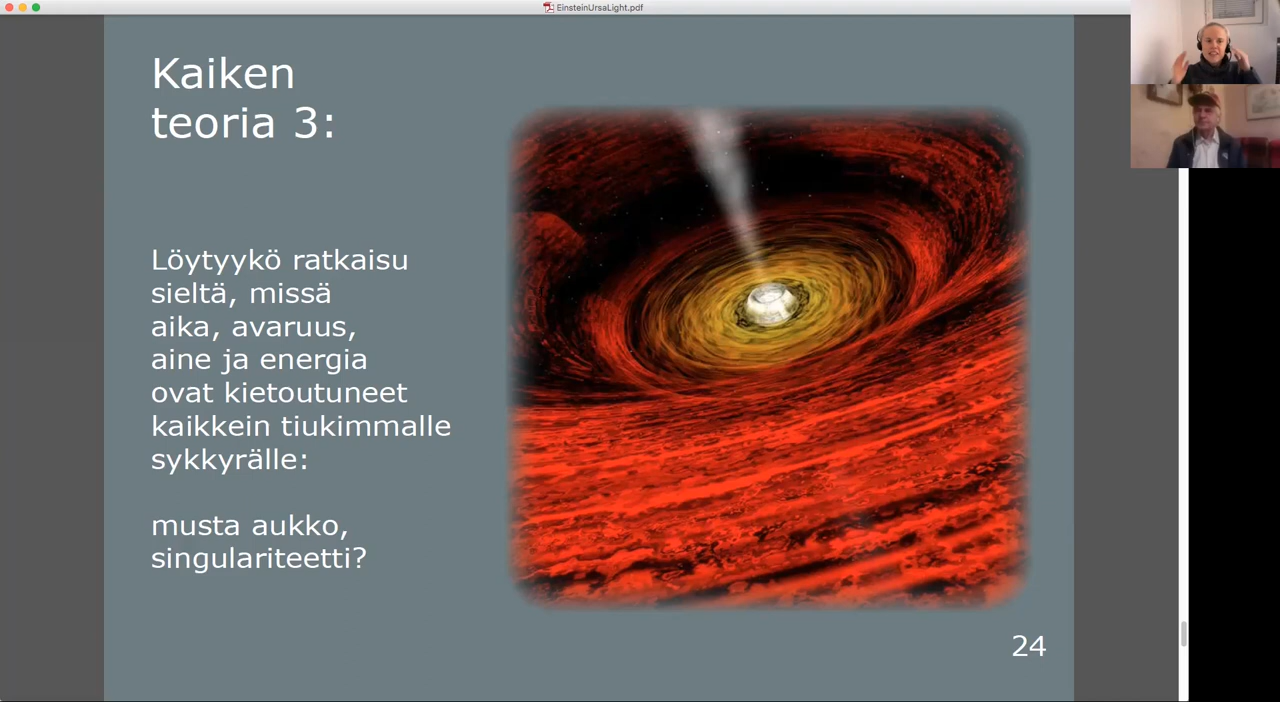 EinsteinUrsaLight.pdf
Kaiken
teoria 3:
Löytyykö ratkaisu
sieltä, missä
aika, avaruus,
aine ja energia
ovat kietoutuneet
kaikkein tiukimmalle
sykkyrälle:
musta aukko,
singulariteetti?
24